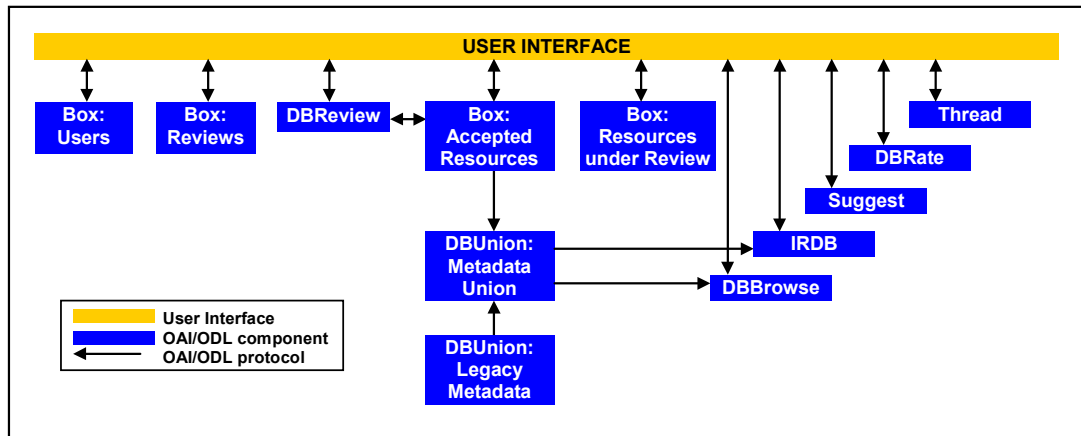 USER INTERFACE
Box:
Users
Box:
Reviews
DBReview
Box:
Accepted
Resources
Box:
Resources
under Review
Thread
DBRate
Suggest
IRDB
DBBrowse
DBUnion:
Metadata
Union
DBUnion:
Legacy
Metadata
User Interface
OAI/ODL component
OAI/ODL protocol